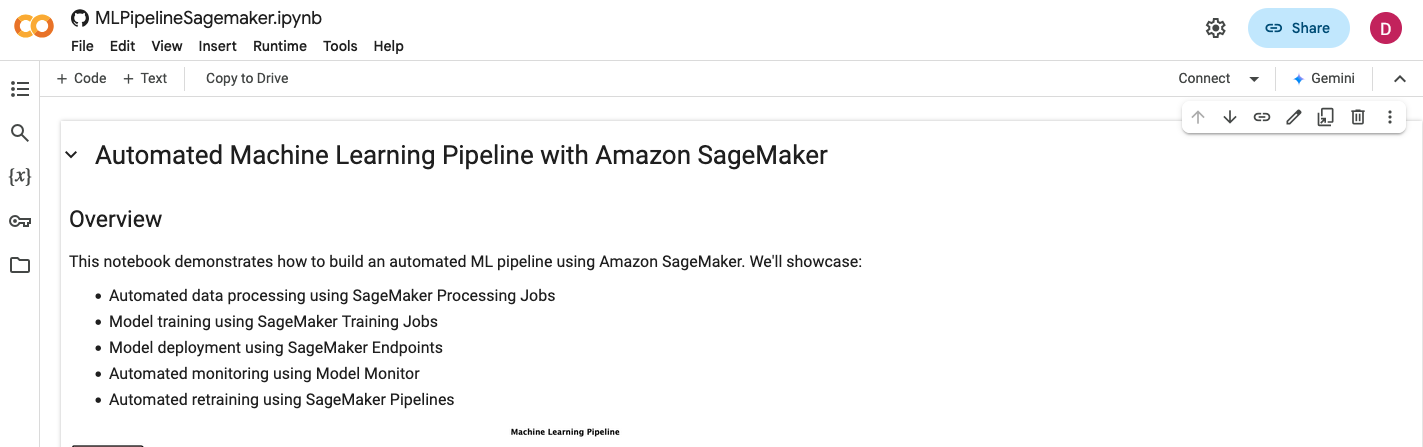 MLPipelineSagemaker.ipynb
File Edit View Insert Runtime Tools Help
Share
D
+ Code + Text Copy to Drive
Connect
Gemini
{x}
Automated Machine Learning Pipeline with Amazon SageMaker
Overview
This notebook demonstrates how to build an automated ML pipeline using Amazon SageMaker. We'll showcase:
• Automated data processing using SageMaker Processing Jobs
• Model training using SageMaker Training Jobs
• Model deployment using SageMaker Endpoints
• Automated monitoring using Model Monitor
• Automated retraining using SageMaker Pipelines
Machine Learning Pipeline